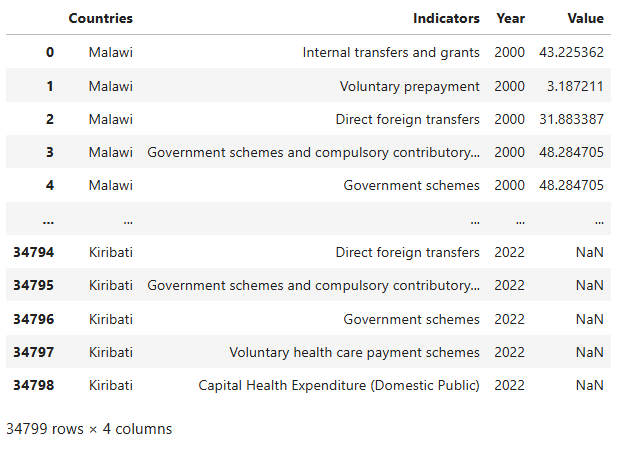 Countries Indicators Year Value
0 Malawi Internal transfers and grants 2000 43.225362
1 Malawi Voluntary prepayment 2000 3.187211
2 Malawi Direct foreign transfers 2000 31.883387
3 Malawi Government schemes and compulsory contributory... 2000 48.284705
4 Malawi Government schemes 2000 48.284705
... ... ... ... ...
34794 Kiribati Direct foreign transfers 2022 NaN
34795 Kiribati Government schemes and compulsory contributory... 2022 NaN
34796 Kiribati Government schemes 2022 NaN
34797 Kiribati Voluntary health care payment schemes 2022 NaN
34798 Kiribati Capital Health Expenditure (Domestic Public) 2022 NaN
34799 rows × 4 columns